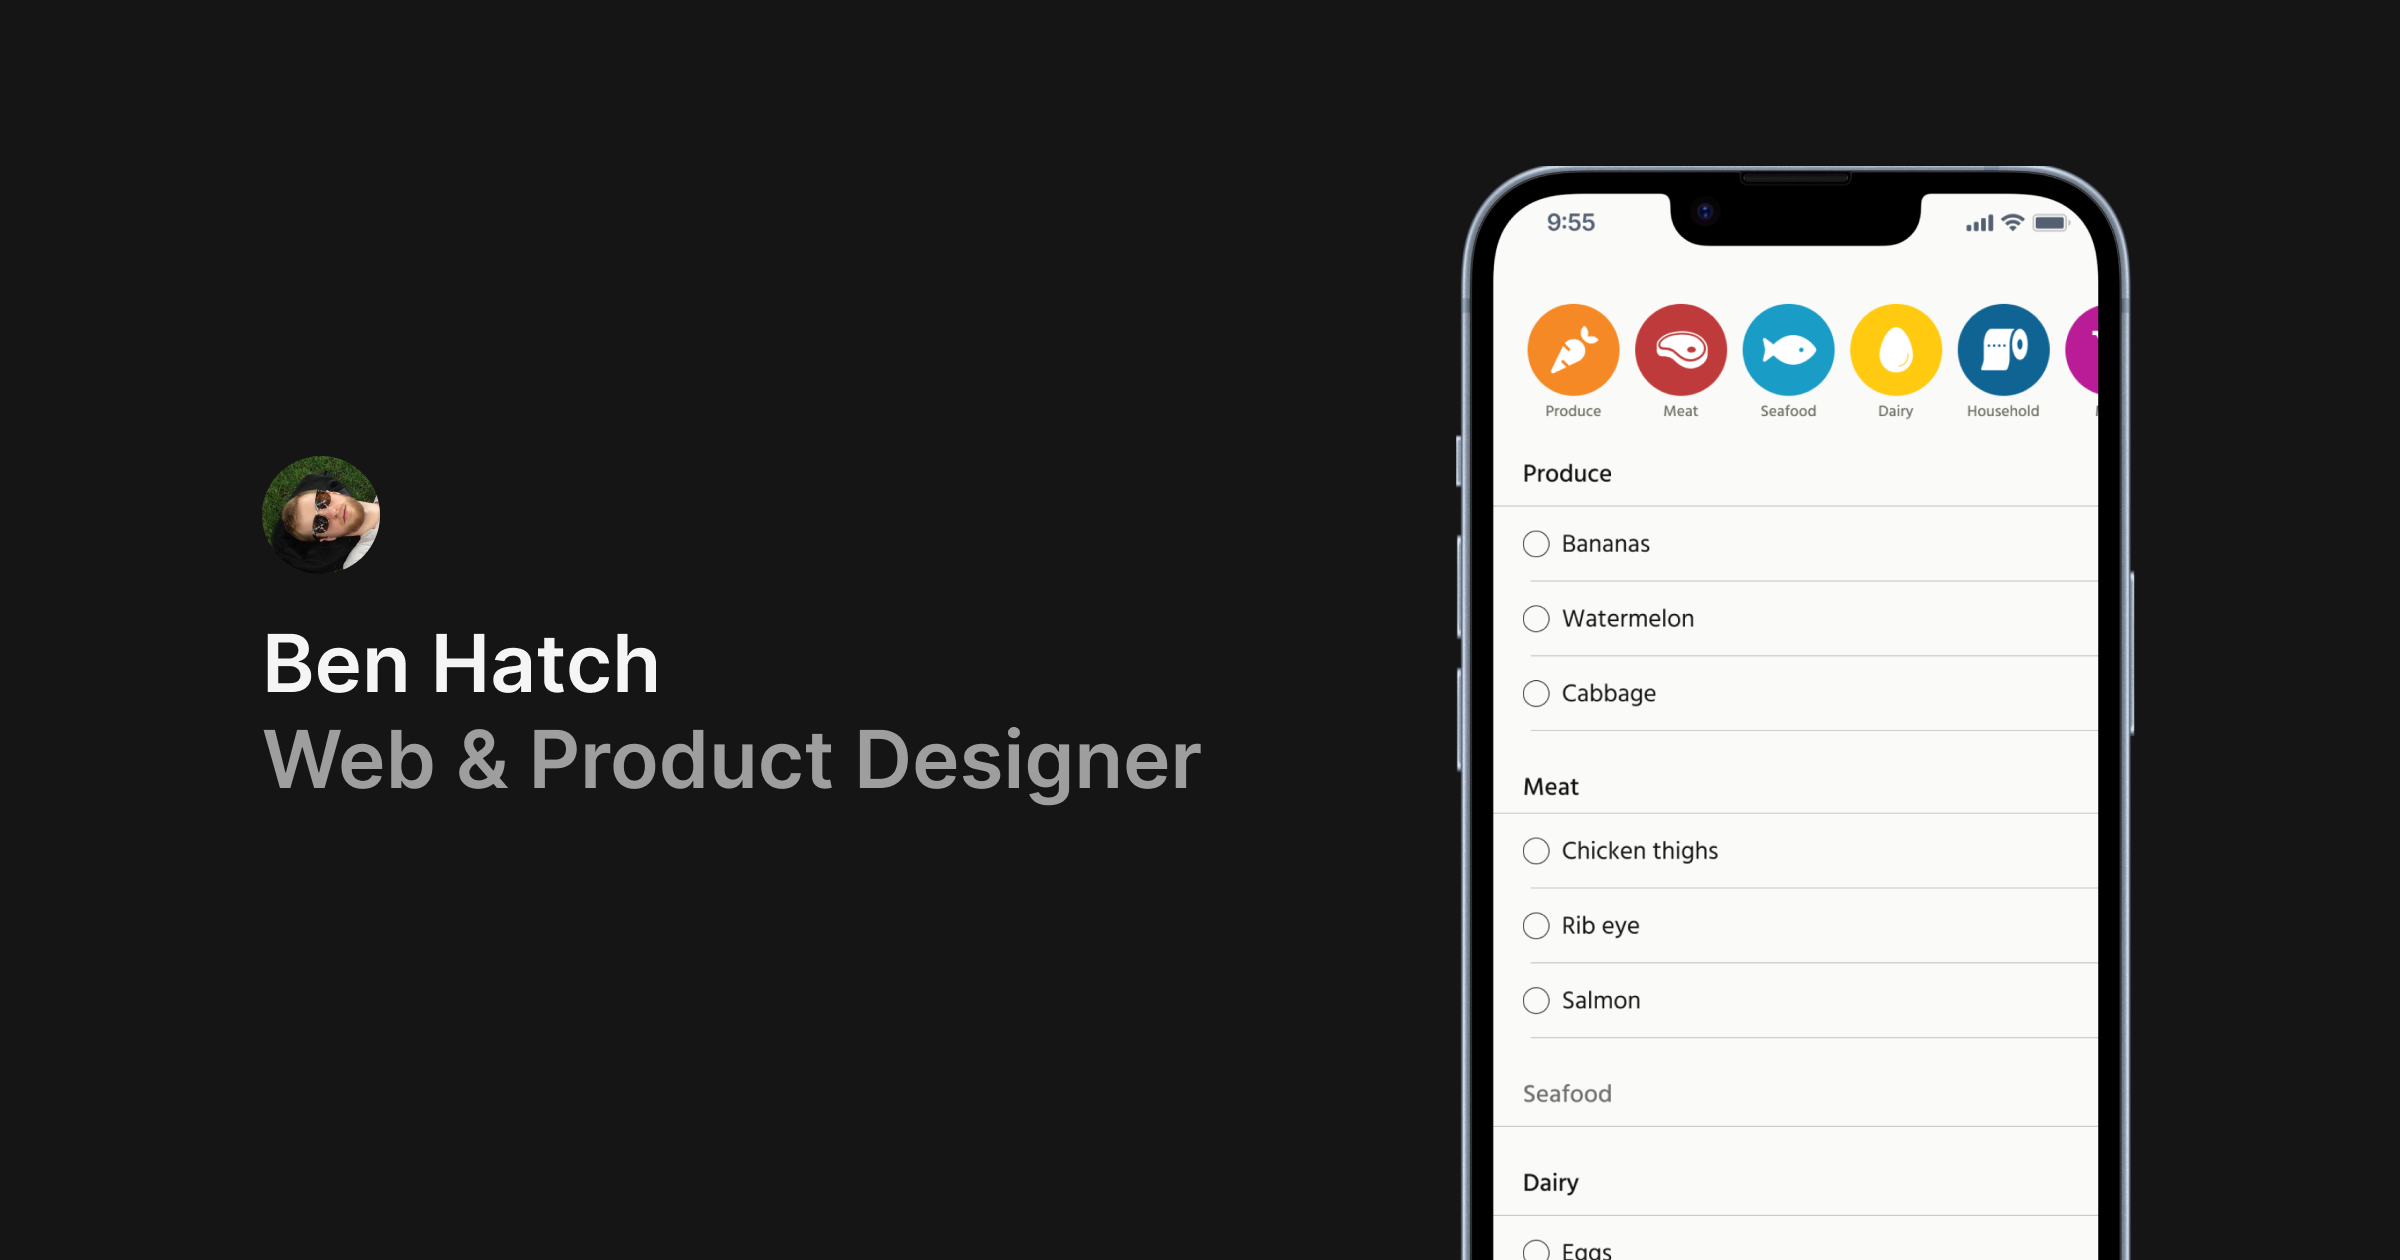 Ben Hatch
Web & Product Designer
9:55
Produce
Meat
Seafood
Dairy
Household
Produce
Bananas
Watermelon
Cabbage
Meat
Chicken thighs
Rib eye
Salmon
Seafood
Dairy
Eggs